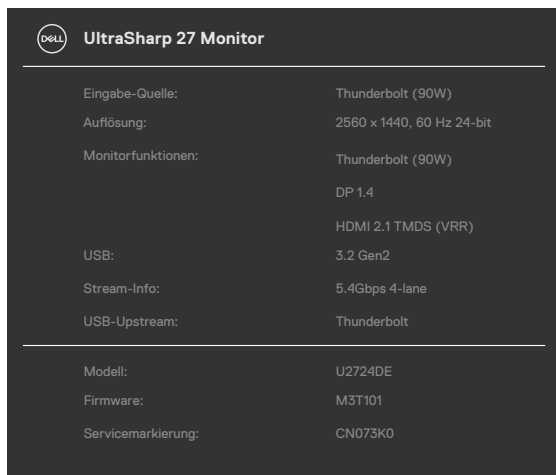 DELL UltraSharp 27 Monitor
Eingabe-Quelle: Thunderbolt (90W)
Auflösung: 2560 x 1440, 60 Hz 24-bit
Monitorfunktionen: Thunderbolt (90W)
DP 1.4
HDMI 2.1 TMDS (VRR)
USB: 3.2 Gen2
Stream-Info: 5.4Gbps 4-lane
USB-Upstream: Thunderbolt
Modell: U2724DE
Firmware: M3T101
Servicemarkierung: CN073K0